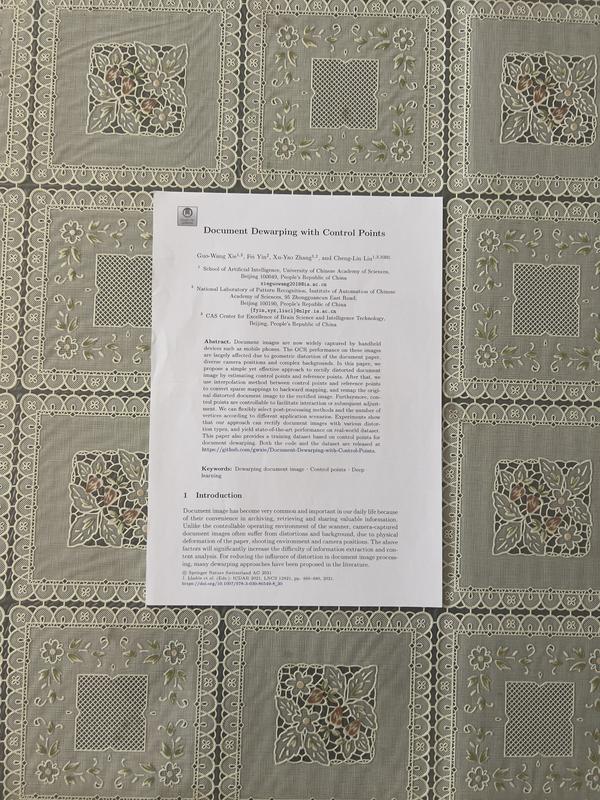 Document Dewarping with Control Points
Guo-Wang Xie1,2, Fei Yin2, Xu-Yao Zhang1,2, and Cheng-Lin Liu1,2,3(✉)
1 School of Artificial Intelligence, University of Chinese Academy of Sciences,
Beijing 100049, People's Republic of China
xieguowang2018@ia.ac.cn
2 National Laboratory of Pattern Recognition, Institute of Automation of Chinese
Academy of Sciences, 95 Zhongguancun East Road,
Beijing 100190, People's Republic of China
{fyin,xyz,liucl}@nlpr.ia.ac.cn
3 CAS Center for Excellence of Brain Science and Intelligence Technology,
Beijing, People's Republic of China
Abstract. Document images are now widely captured by handheld
devices such as mobile phones. The OCR performance on these images
are largely affected due to geometric distortion of the document paper,
diverse camera positions and complex backgrounds. In this paper, we
propose a simple yet effective approach to rectify distorted document
image by estimating control points and reference points. After that, we
use interpolation method between control points and reference points
to convert sparse mappings to backward mapping, and remap the orig-
inal distorted document image to the rectified image. Furthermore, con-
trol points are controllable to facilitate interaction or subsequent adjust-
ment. We can flexibly select post-processing methods and the number of
vertices according to different application scenarios. Experiments show
that our approach can rectify document images with various distor-
tion types, and yield state-of-the-art performance on real-world dataset.
This paper also provides a training dataset based on control points for
document dewarping. Both the code and the dataset are released at
https://github.com/gwxie/Document-Dewarping-with-Control-Points.
Keywords: Dewarping document image · Control points · Deep
learning
1 Introduction
Document image has become very common and important in our daily life because
of their convenience in archiving, retrieving and sharing valuable information.
Unlike the controllable operating environment of the scanner, camera-captured
document images often suffer from distortions and background, due to physical
deformation of the paper, shooting environment and camera positions. The above
factors will significantly increase the difficulty of information extraction and con-
tent analysis. For reducing the influence of distortion in document image process-
ing, many dewarping approaches have been proposed in the literature.
© Springer Nature Switzerland AG 2021
J. Lladós et al. (Eds.): ICDAR 2021, LNCS 12821, pp. 466–480, 2021.
https://doi.org/10.1007/978-3-030-86549-8_30